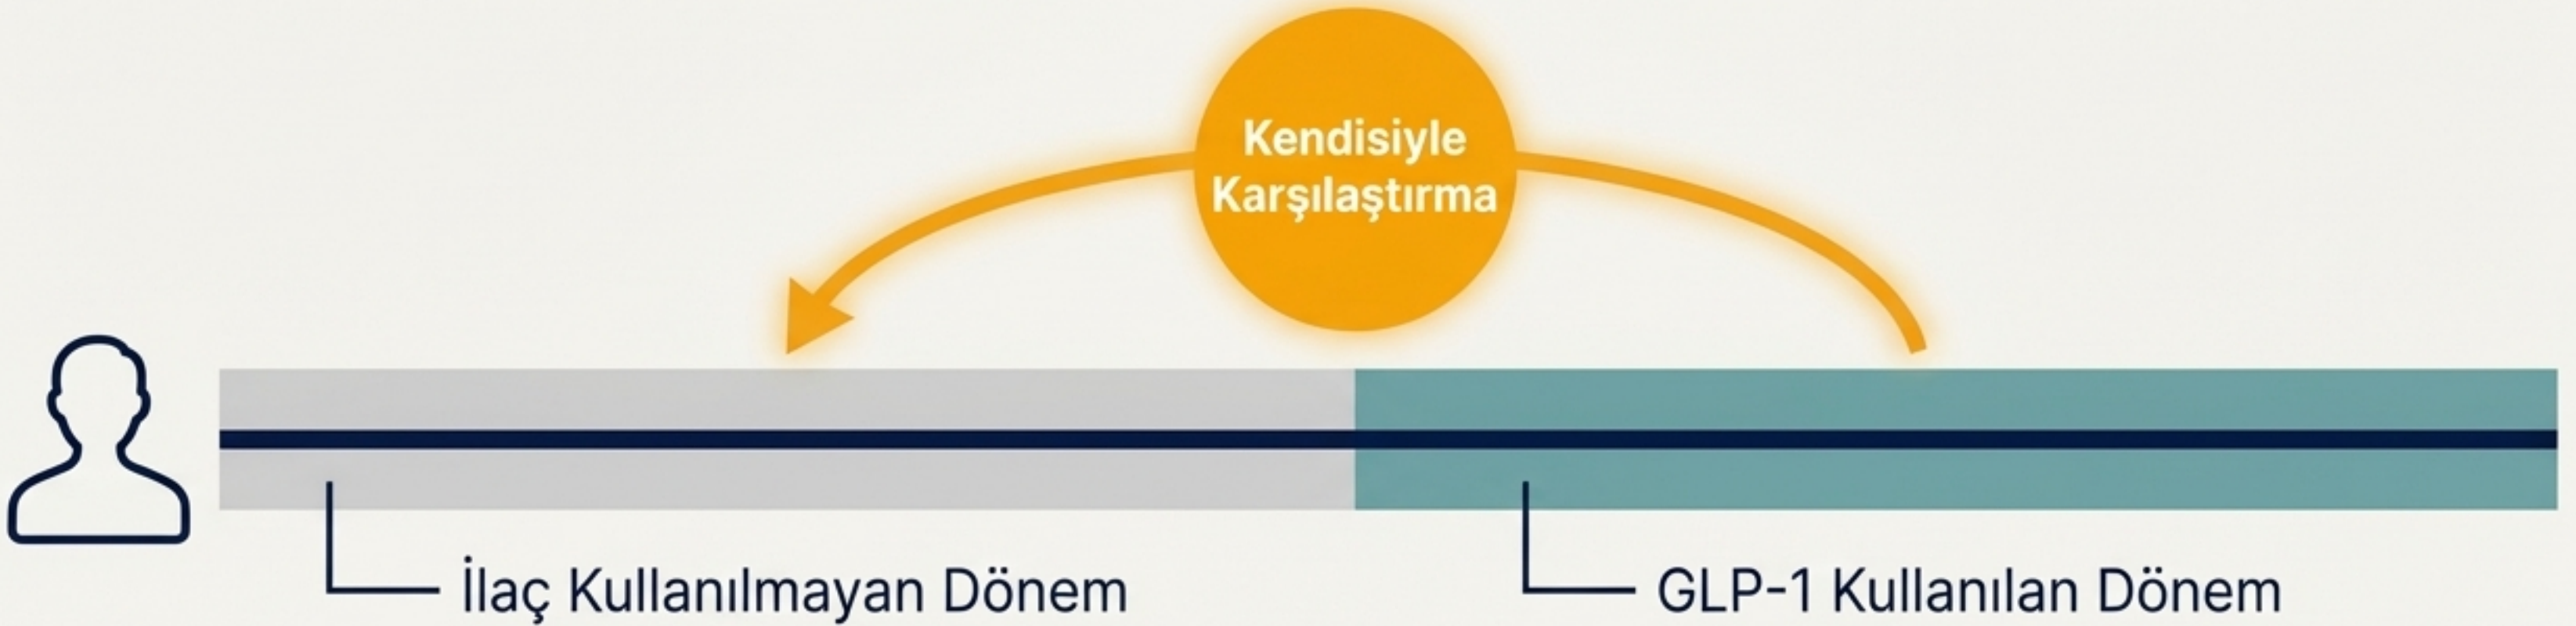 Kendisiyle
Karşılaştırma
İlaç Kullanılmayan Dönem
GLP-1 Kullanılan Dönem